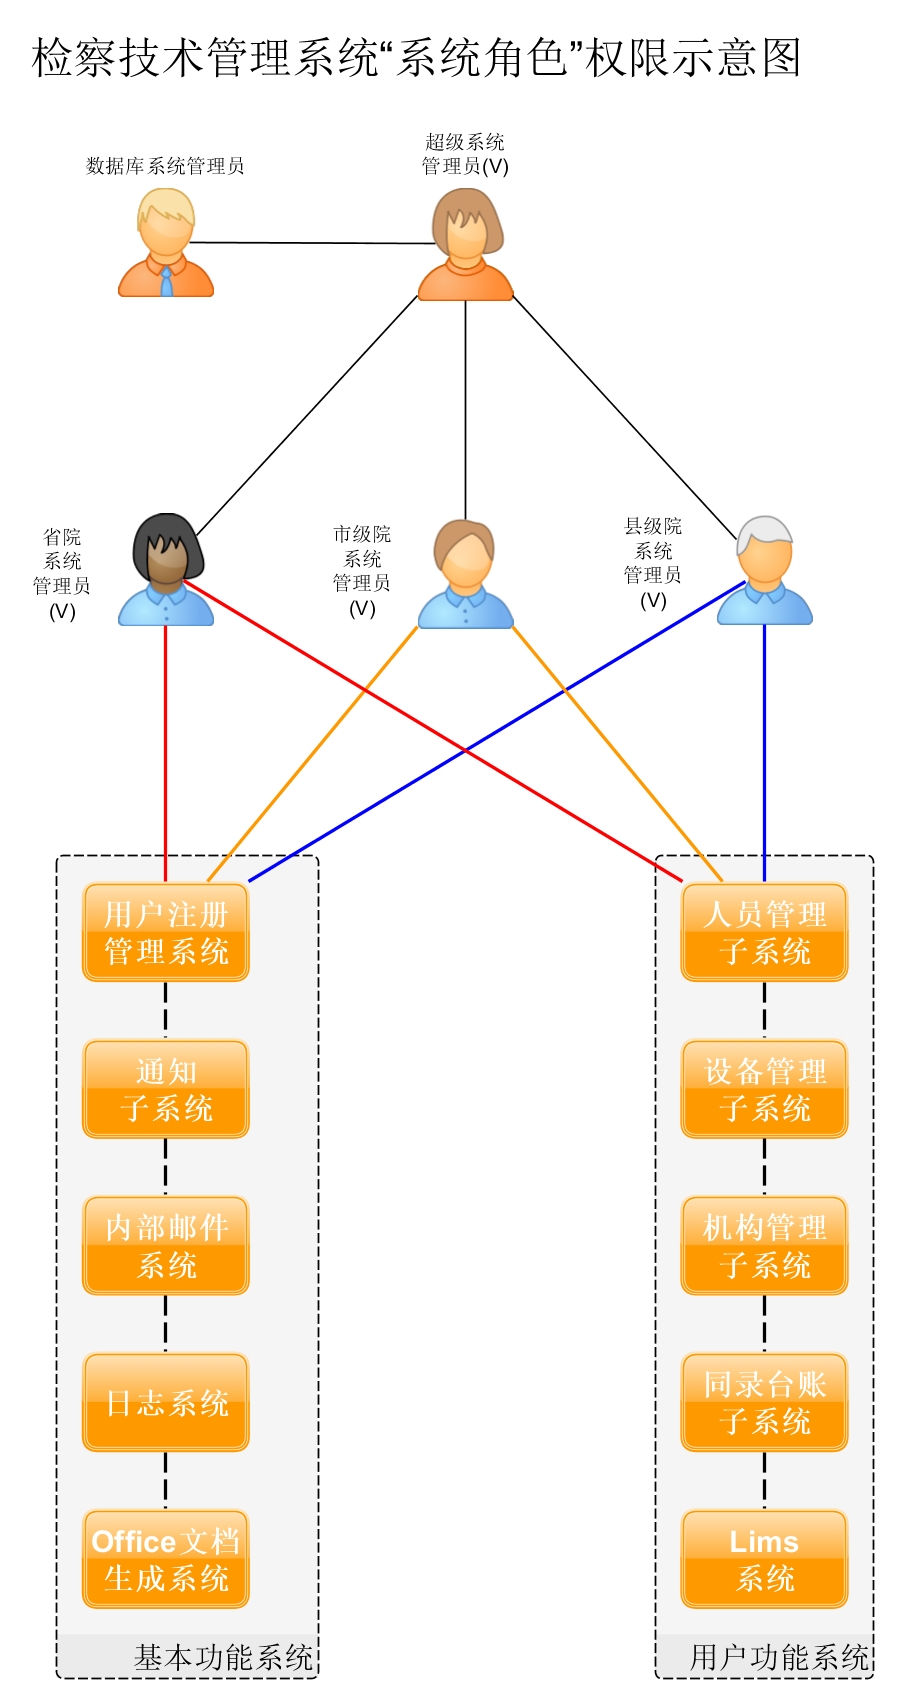 检察技术管理系统“系统角色”权限示意图
数据库系统管理员
超级系统
管理员(V)
省院
系统
管理员
(V)
市级院
系统
管理员
(V)
县级院
系统
管理员
(V)
用户注册
管理系统
通知
子系统
内部邮件
系统
日志系统
Office文档
生成系统
基本功能系统
人员管理
子系统
设备管理
子系统
机构管理
子系统
同录台账
子系统
Lims
系统
用户功能系统